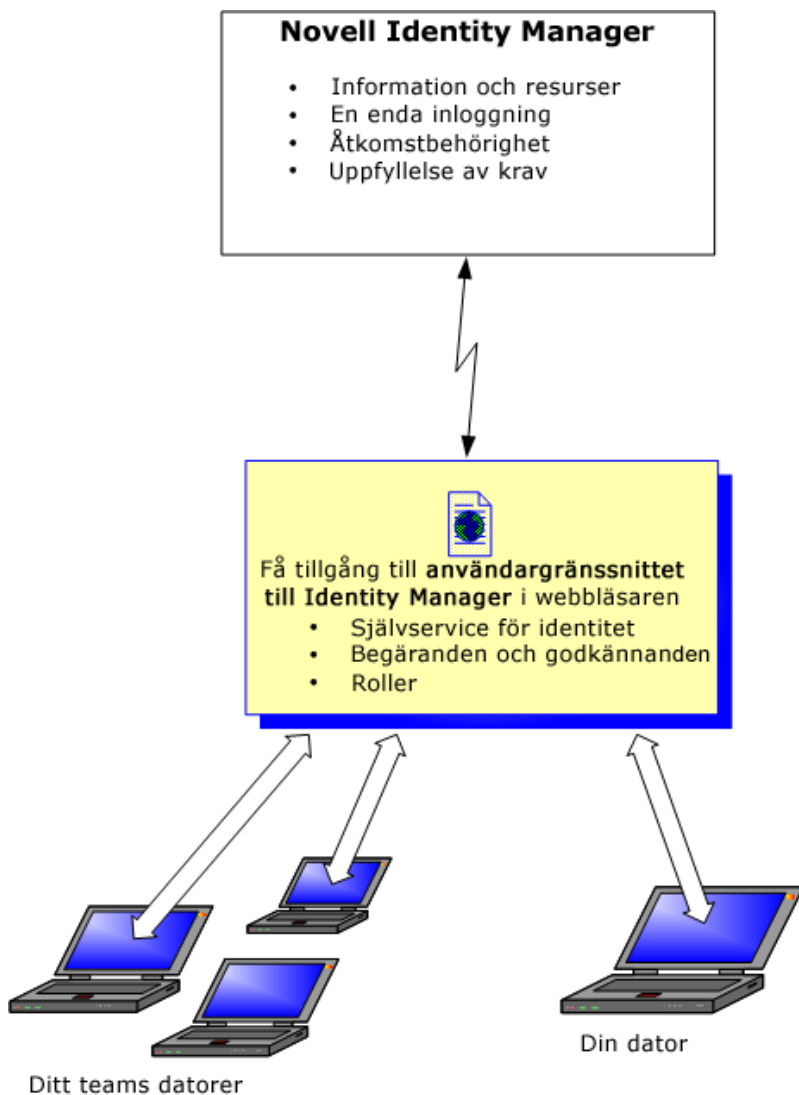 Novell Identity Manager
• Information och resurser
• En enda inloggning
• Åtkomstbehörighet
• Uppfyllelse av krav
Få tillgång till användargränssnittet
till Identity Manager i webbläsaren
• Självservice för identitet
• Begäranden och godkännanden
• Roller
Din dator
Ditt teams datorer